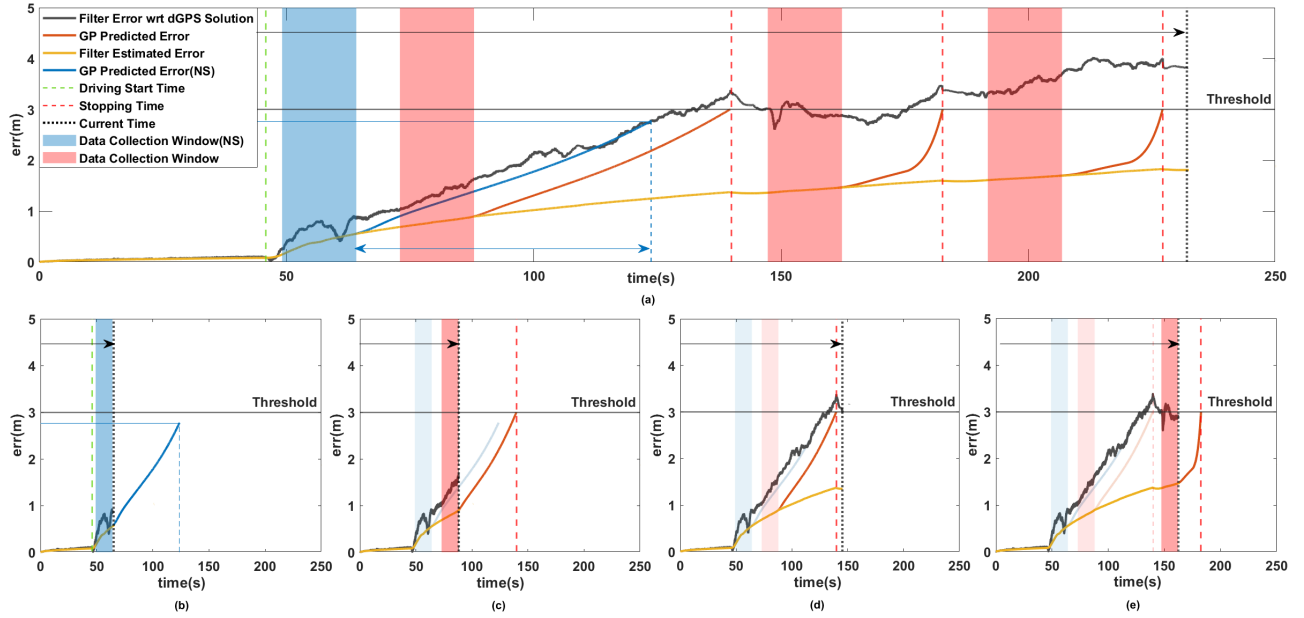 Filter Error wrt dGPS Solution
GP Predicted Error
Filter Estimated Error
GP Predicted Error(NS)
Driving Start Time
Stopping Time
Current Time
Data Collection Window(NS)
Data Collection Window
err(m)
5
4
3
2
1
0
Threshold
0 50 100 150 200 250
time(s)
(a)
err(m)
5
4
3
2
1
0
Threshold
0 50 100 150 200 250
time(s)
(b)
err(m)
5
4
3
2
1
0
Threshold
0 50 100 150 200 250
time(s)
(c)
err(m)
5
4
3
2
1
0
Threshold
0 50 100 150 200 250
time(s)
(d)
err(m)
5
4
3
2
1
0
Threshold
0 50 100 150 200 250
time(s)
(e)